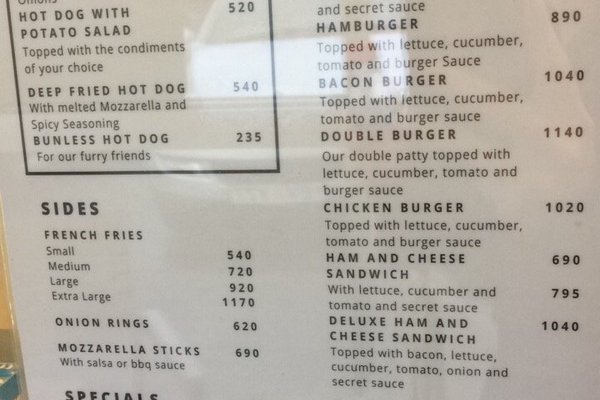 Onions
HOT DOG WITH 520
POTATO SALAD
Topped with the condiments
of your choice
DEEP FRIED HOT DOG 540
With melted Mozzarella and
Spicy Seasoning
BUNLESS HOT DOG 235
For our furry friends
SIDES
FRENCH FRIES
Small 540
Medium 720
Large 920
Extra Large 1170
ONION RINGS 620
MOZZARELLA STICKS 690
With salsa or bbq sauce
SPECIALS
and secret sauce
HAMBURGER 890
Topped with lettuce, cucumber,
tomato and burger Sauce
BACON BURGER 1040
Topped with lettuce, cucumber,
tomato and burger sauce
DOUBLE BURGER 1140
Our double patty topped with
lettuce, cucumber, tomato and
burger sauce
CHICKEN BURGER 1020
Topped with lettuce, cucumber,
tomato and burger sauce
HAM AND CHEESE 690
SANDWICH
With lettuce, cucumber and 795
tomato and secret sauce
DELUXE HAM AND 1040
CHEESE SANDWICH
Topped with bacon, lettuce,
cucumber, tomato, onion and
secret sauce